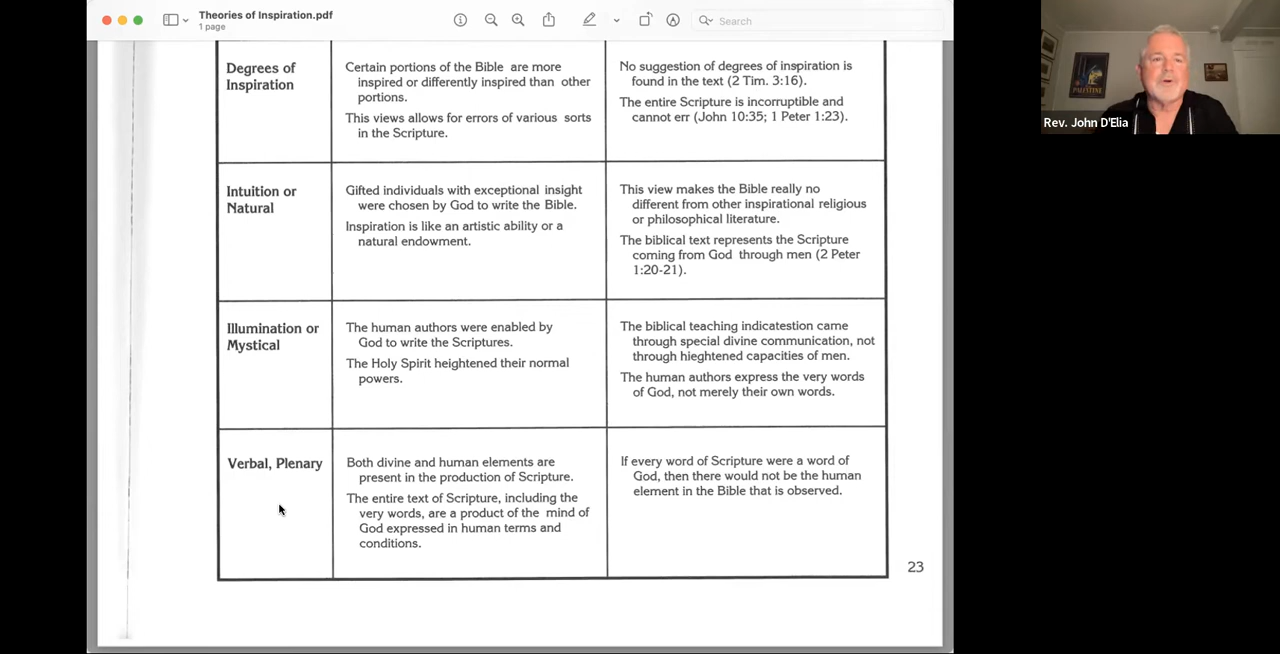 Theories of Inspiration.pdf
1 page
Search
Degrees of
Inspiration
Certain portions of the Bible are more
inspired or differently inspired than other
portions.
This views allows for errors of various sorts
in the Scripture.
No suggestion of degrees of inspiration is
found in the text (2 Tim. 3:16).
The entire Scripture is incorruptible and
cannot err (John 10:35; 1 Peter 1:23).
Intuition or
Natural
Gifted individuals with exceptional insight
were chosen by God to write the Bible.
Inspiration is like an artistic ability or a
natural endowment.
This view makes the Bible really no
different from other inspirational religious
or philosophical literature.
The biblical text represents the Scripture
coming from God through men (2 Peter
1:20-21).
Illumination or
Mystical
The human authors were enabled by
God to write the Scriptures.
The Holy Spirit heightened their normal
powers.
The biblical teaching indicatestion came
through special divine communication, not
through hieghtened capacities of men.
The human authors express the very words
of God, not merely their own words.
Verbal, Plenary
Both divine and human elements are
present in the production of Scripture.
The entire text of Scripture, including the
very words, are a product of the mind of
God expressed in human terms and
conditions.
If every word of Scripture were a word of
God, then there would not be the human
element in the Bible that is observed.
23
PALESTINE
Rev. John D'Elia